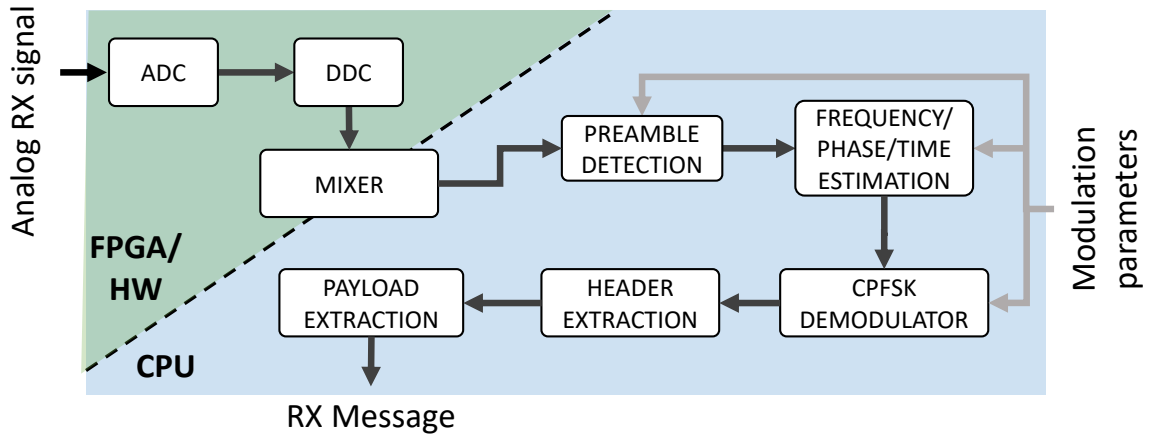 Analog RX signal
ADC
DDC
MIXER
PREAMBLE
DETECTION
FREQUENCY/
PHASE/TIME
ESTIMATION
Modulation
parameters
FPGA/
HW
PAYLOAD
EXTRACTION
HEADER
EXTRACTION
CPFSK
DEMODULATOR
CPU
RX Message